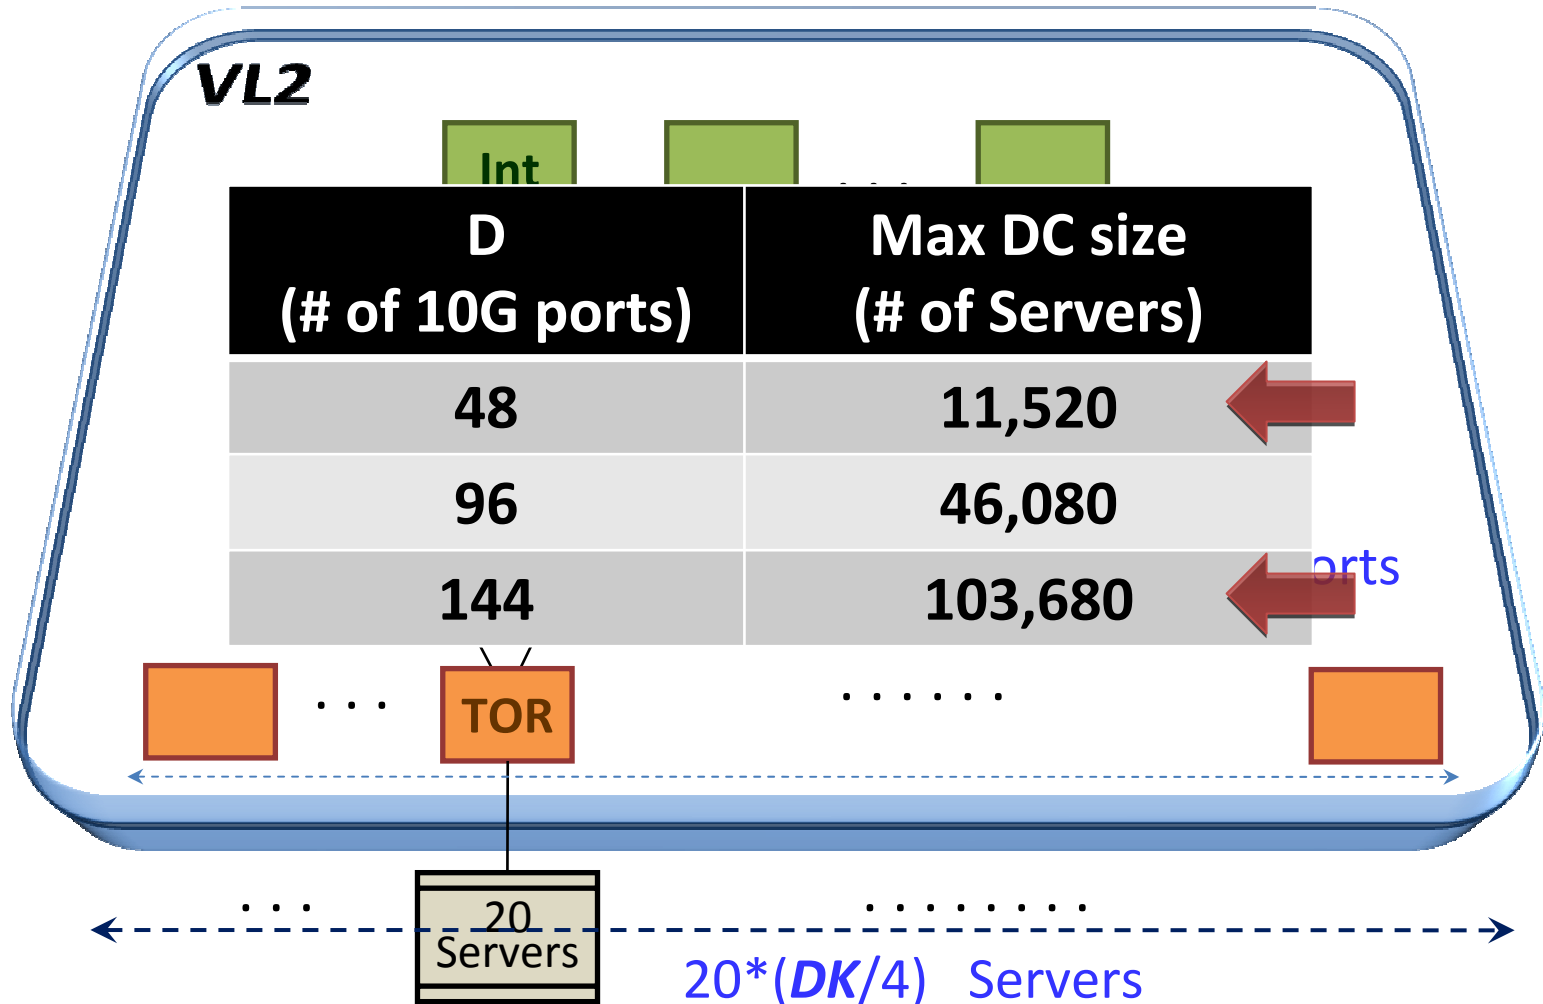 VL2
Int
. . .
D
(# of 10G ports)
Max DC size
(# of Servers)
48
11,520
96
46,080
144
103,680
orts
. . .
TOR
. . . . . .
. . .
20
Servers
. . . . . . . .
20*(DK/4) Servers